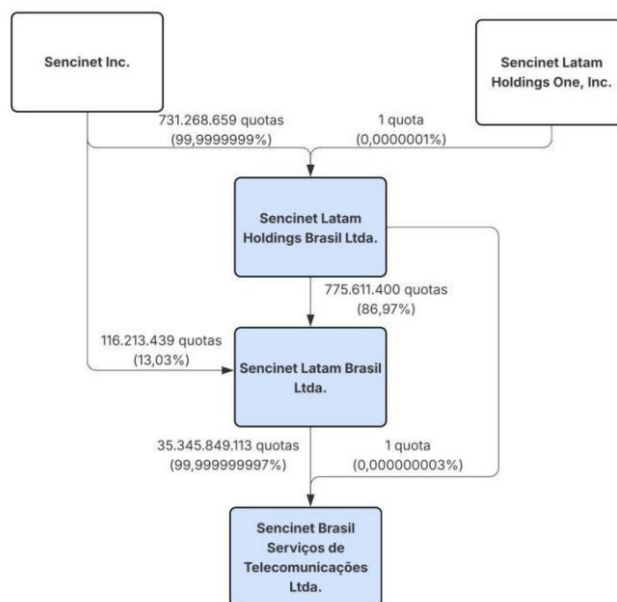 Sencinet Inc.
Sencinet Latam
Holdings One, Inc.
731.268.659 quotas
(99,9999999%)
1 quota
(0,0000001%)
Sencinet Latam
Holdings Brasil Ltda.
775.611.400 quotas
(86,97%)
116.213.439 quotas
(13,03%)
Sencinet Latam Brasil
Ltda.
35.345.849.113 quotas
(99,999999997%)
1 quota
(0,000000003%)
Sencinet Brasil
Serviços de
Telecomunicações
Ltda.